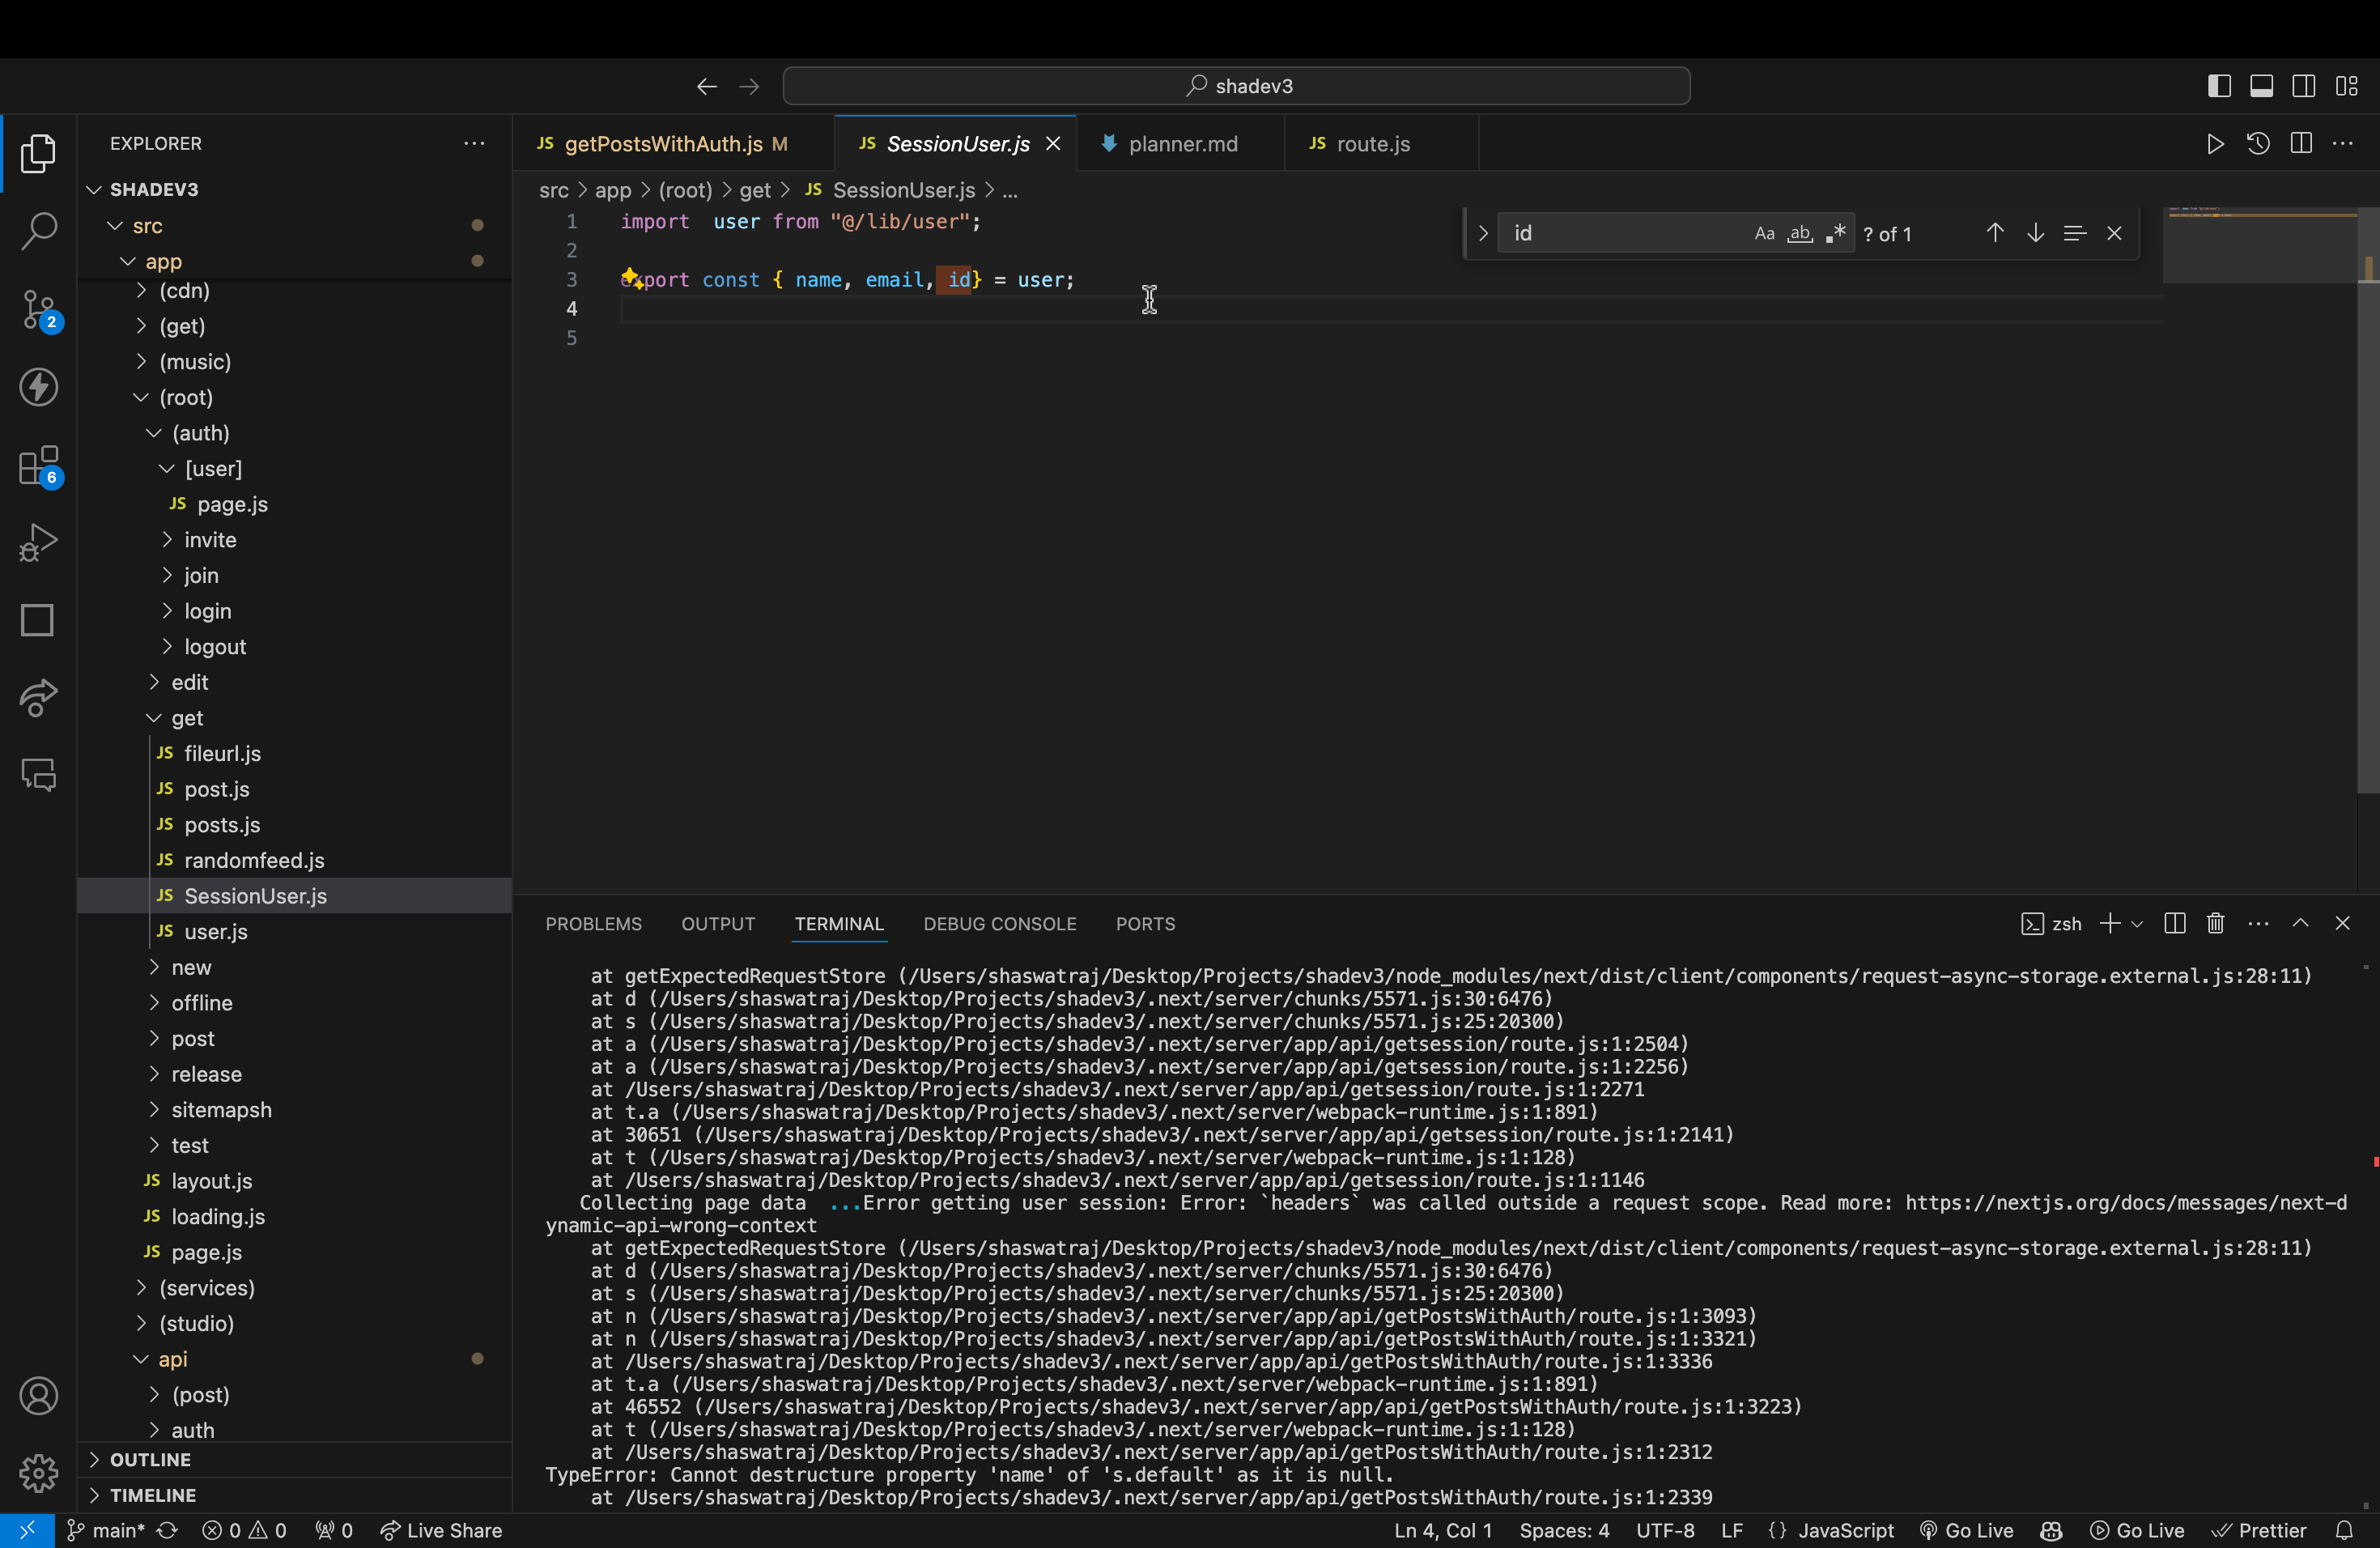 shadev3
EXPLORER
SHADEV3
src
app
(cdn)
(get)
(music)
(root)
(auth)
[user]
JS page.js
invite
join
login
logout
edit
get
JS fileurl.js
JS post.js
JS posts.js
JS randomfeed.js
JS SessionUser.js
JS user.js
new
offline
post
release
sitemapsh
test
JS layout.js
JS loading.js
JS page.js
(services)
(studio)
api
(post)
auth
OUTLINE
TIMELINE
2
6
JS getPostsWithAuth.js M
JS SessionUser.js
planner.md
JS route.js
src > app > (root) > get > JS SessionUser.js > ...
1 import  user from "@/lib/user";
2
3 export const { name, email, id} = user;
4
5
id Aa ab .* ? of 1
PROBLEMS OUTPUT TERMINAL DEBUG CONSOLE PORTS
zsh
at getExpectedRequestStore (/Users/shaswatraj/Desktop/Projects/shadev3/node_modules/next/dist/client/components/request-async-storage.external.js:28:11)
at d (/Users/shaswatraj/Desktop/Projects/shadev3/.next/server/chunks/5571.js:30:6476)
at s (/Users/shaswatraj/Desktop/Projects/shadev3/.next/server/chunks/5571.js:25:20300)
at a (/Users/shaswatraj/Desktop/Projects/shadev3/.next/server/app/api/getsession/route.js:1:2504)
at a (/Users/shaswatraj/Desktop/Projects/shadev3/.next/server/app/api/getsession/route.js:1:2256)
at /Users/shaswatraj/Desktop/Projects/shadev3/.next/server/app/api/getsession/route.js:1:2271
at t.a (/Users/shaswatraj/Desktop/Projects/shadev3/.next/server/webpack-runtime.js:1:891)
at 30651 (/Users/shaswatraj/Desktop/Projects/shadev3/.next/server/app/api/getsession/route.js:1:2141)
at t (/Users/shaswatraj/Desktop/Projects/shadev3/.next/server/webpack-runtime.js:1:128)
at /Users/shaswatraj/Desktop/Projects/shadev3/.next/server/app/api/getsession/route.js:1:1146
Collecting page data  ...Error getting user session: Error: `headers` was called outside a request scope. Read more: https://nextjs.org/docs/messages/next-d
ynamic-api-wrong-context
at getExpectedRequestStore (/Users/shaswatraj/Desktop/Projects/shadev3/node_modules/next/dist/client/components/request-async-storage.external.js:28:11)
at d (/Users/shaswatraj/Desktop/Projects/shadev3/.next/server/chunks/5571.js:30:6476)
at s (/Users/shaswatraj/Desktop/Projects/shadev3/.next/server/chunks/5571.js:25:20300)
at n (/Users/shaswatraj/Desktop/Projects/shadev3/.next/server/app/api/getPostsWithAuth/route.js:1:3093)
at n (/Users/shaswatraj/Desktop/Projects/shadev3/.next/server/app/api/getPostsWithAuth/route.js:1:3321)
at /Users/shaswatraj/Desktop/Projects/shadev3/.next/server/app/api/getPostsWithAuth/route.js:1:3336
at t.a (/Users/shaswatraj/Desktop/Projects/shadev3/.next/server/webpack-runtime.js:1:891)
at 46552 (/Users/shaswatraj/Desktop/Projects/shadev3/.next/server/app/api/getPostsWithAuth/route.js:1:3223)
at t (/Users/shaswatraj/Desktop/Projects/shadev3/.next/server/webpack-runtime.js:1:128)
at /Users/shaswatraj/Desktop/Projects/shadev3/.next/server/app/api/getPostsWithAuth/route.js:1:2312
TypeError: Cannot destructure property 'name' of 's.default' as it is null.
at /Users/shaswatraj/Desktop/Projects/shadev3/.next/server/app/api/getPostsWithAuth/route.js:1:2339
main* 0 0 0 Live Share Ln 4, Col 1 Spaces: 4 UTF-8 LF {} JavaScript Go Live Go Live Prettier